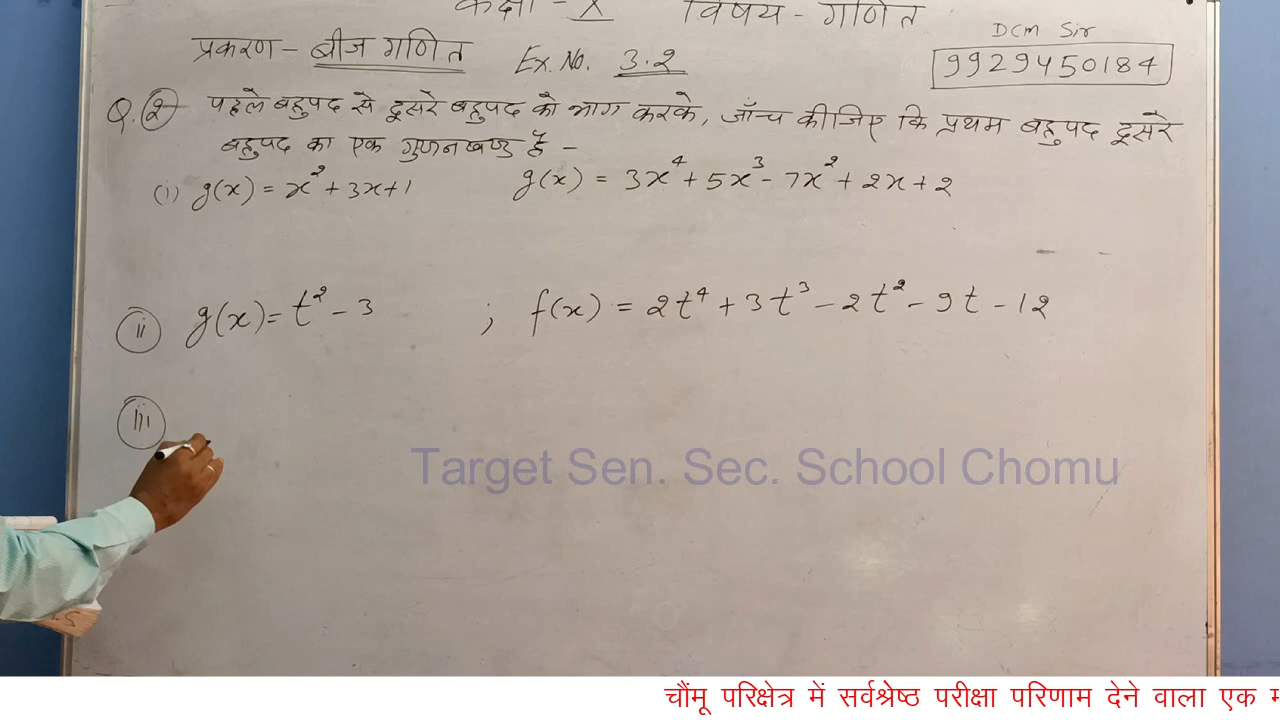 कक्षा - X विषय - गणित
DCM Sir
प्रकरण - बीज गणित Ex. No. 3.2
9929450184
Q. (2) पहले बहुपद से दूसरे बहुपद को भाग करके, जाँच कीजिए कि प्रथम बहुपद दूसरे
बहुपद का एक गुणनखण्ड है -
(i) g(x) = x² + 3x + 1 g(x) = 3x⁴ + 5x³ - 7x² + 2x + 2
(ii) g(x) = t² - 3 ; f(x) = 2t⁴ + 3t³ - 2t² - 9t - 12
(iii)
Target Sen. Sec. School Chomu
चौंमू परिक्षेत्र में सर्वश्रेष्ठ परीक्षा परिणाम देने वाला एक